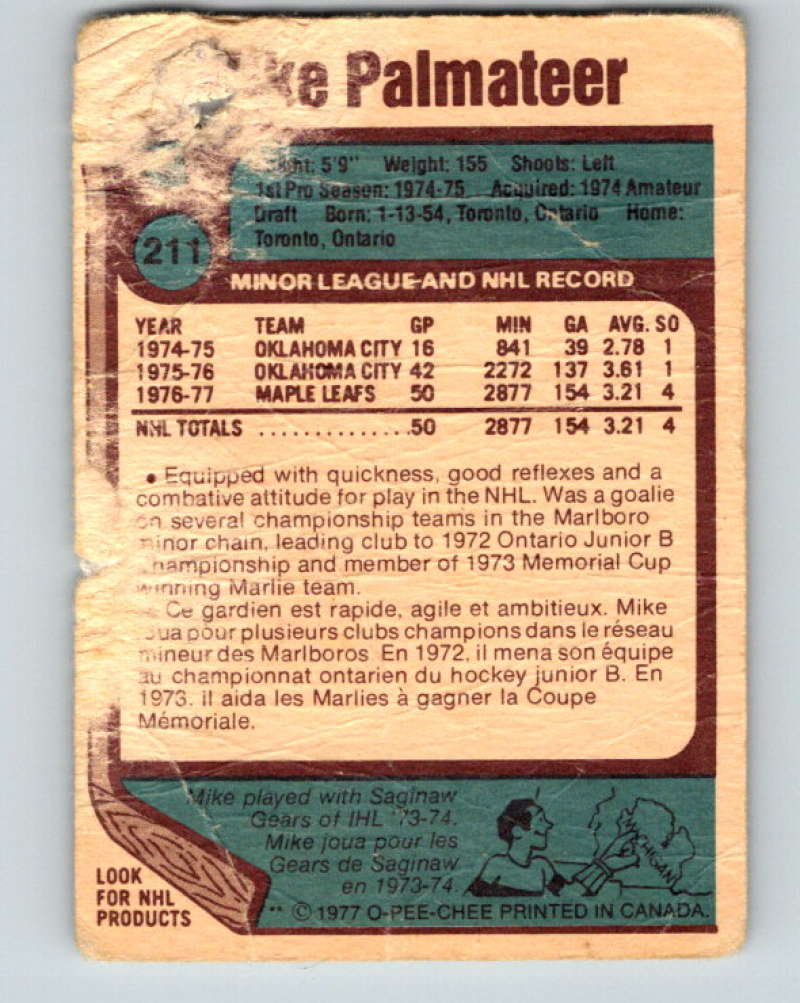 Palmateer
5'9" Weight: 155 Shoots: Left
1st Pro Season: 1974-75 Acquired: 1974 Amateur
Draft Born: 1-13-54, Toronto, Ontario Home:
Toronto, Ontario
211
MINOR LEAGUE AND NHL RECORD
YEAR TEAM GP MIN GA AVG. SO
1974-75 OKLAHOMA CITY 16 841 39 2.78 1
1975-76 OKLAHOMA CITY 42 2272 137 3.61 1
1976-77 MAPLE LEAFS 50 2877 154 3.21 4
NHL TOTALS ..............50 2877 154 3.21 4
• Equipped with quickness, good reflexes and a
combative attitude for play in the NHL. Was a goalie
on several championship teams in the Marlboro
minor chain, leading club to 1972 Ontario Junior B
championship and member of 1973 Memorial Cup
winning Marlie team.
Ce gardien est rapide, agile et ambitieux. Mike
joua pour plusieurs clubs champions dans le réseau
mineur des Marlboros. En 1972, il mena son équipe
au championnat ontarien du hockey junior B. En
1973, il aida les Marlies à gagner la Coupe
Mémoriale.
Mike played with Saginaw
Gears of IHL '73-74.
Mike joua pour les
Gears de Saginaw
en 1973-74.
MICHIGAN
LOOK
FOR NHL
PRODUCTS
** © 1977 O-PEE-CHEE PRINTED IN CANADA.